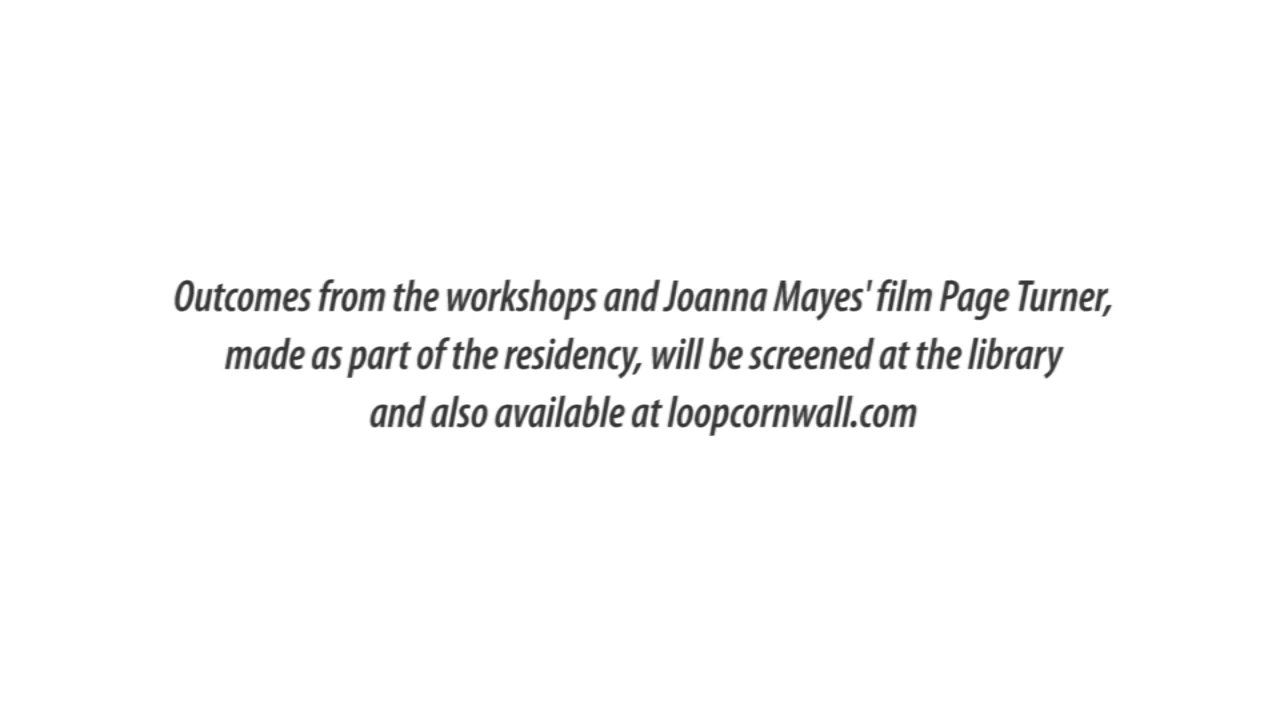 Outcomes from the workshops and Joanna Mayes' film Page Turner,
made as part of the residency, will be screened at the library
and also available at loopcornwall.com